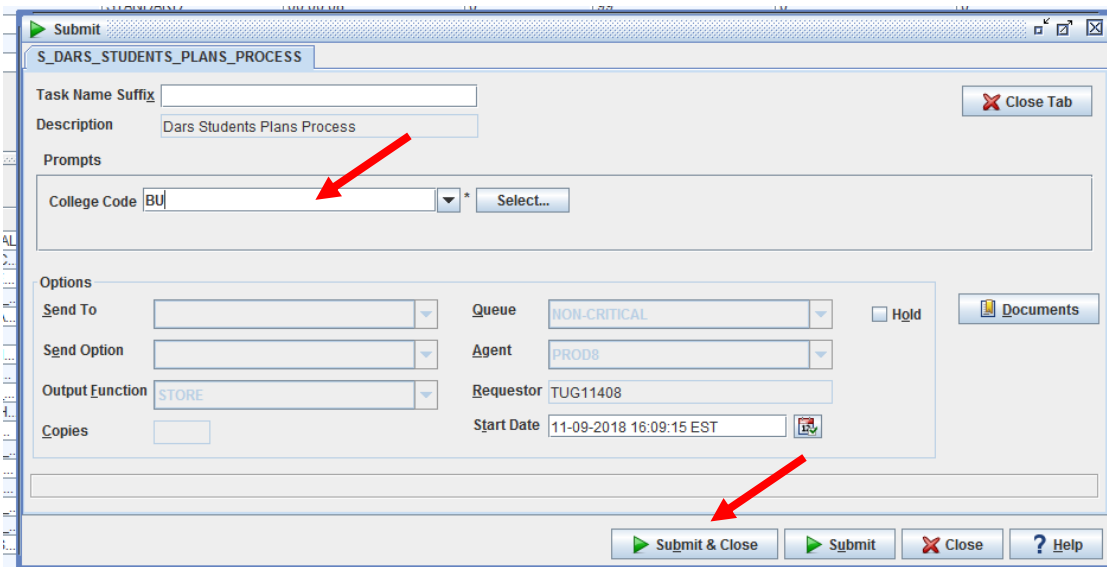 Submit
S_DARS_STUDENTS_PLANS_PROCESS
Task Name Suffix
Close Tab
Description Dars Students Plans Process
Prompts
College Code BU * Select...
Options
Send To Queue NON-CRITICAL Hold Documents
Send Option Agent PROD8
Output Function STORE Requestor TUG11408
Copies Start Date 11-09-2018 16:09:15 EST
Submit & Close Submit Close ? Help